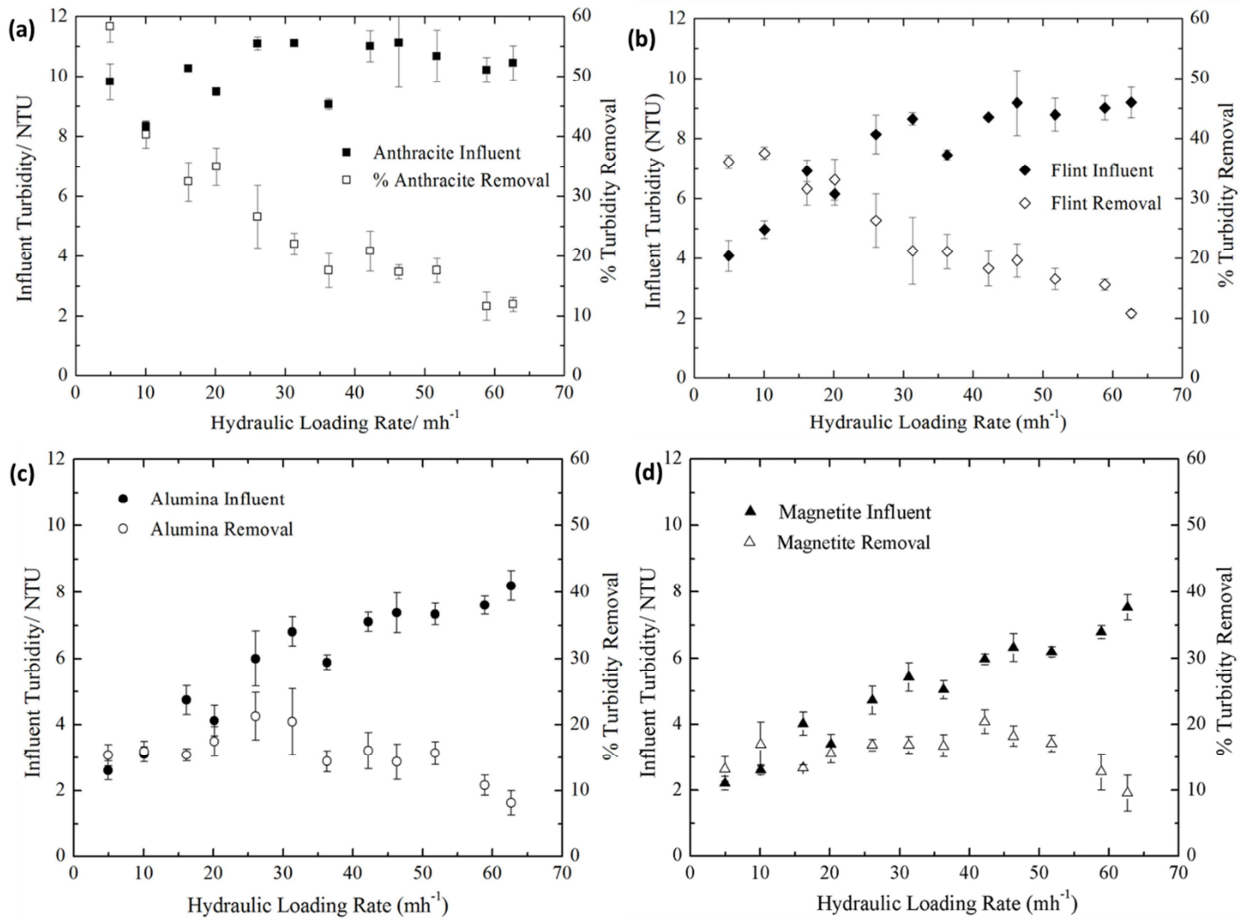 (a)
12
10
8
6
4
2
0
Influent Turbidity/ NTU
Anthracite Influent
% Anthracite Removal
60
50
40
30
20
10
0
% Turbidity Removal
0 10 20 30 40 50 60 70
Hydraulic Loading Rate/ mh⁻¹
(b)
12
10
8
6
4
2
0
Influent Turbidity (NTU)
Flint Influent
Flint Removal
60
50
40
30
20
10
0
% Turbidity Removal
0 10 20 30 40 50 60 70
Hydraulic Loading Rate (mh⁻¹)
(c)
12
10
8
6
4
2
0
Influent Turbidity/ NTU
Alumina Influent
Alumina Removal
60
50
40
30
20
10
0
% Turbidity Removal
0 10 20 30 40 50 60 70
Hydraulic Loading Rate (mh⁻¹)
(d)
12
10
8
6
4
2
0
Influent Turbidity/ NTU
Magnetite Influent
Magnetite Removal
60
50
40
30
20
10
0
% Turbidity Removal
0 10 20 30 40 50 60 70
Hydraulic Loading Rate (mh⁻¹)